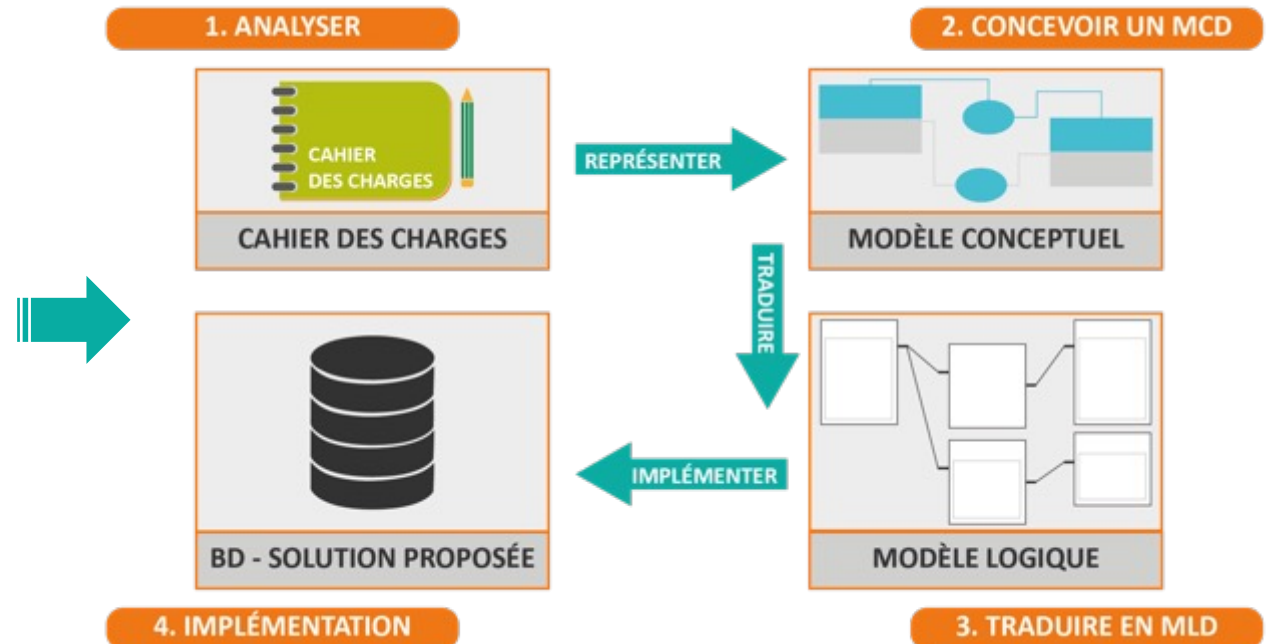 1. ANALYSER
2. CONCEVOIR UN MCD
CAHIER
DES CHARGES
CAHIER DES CHARGES
REPRÉSENTER
MODÈLE CONCEPTUEL
TRADUIRE
BD - SOLUTION PROPOSÉE
IMPLÉMENTER
MODÈLE LOGIQUE
4. IMPLÉMENTATION
3. TRADUIRE EN MLD